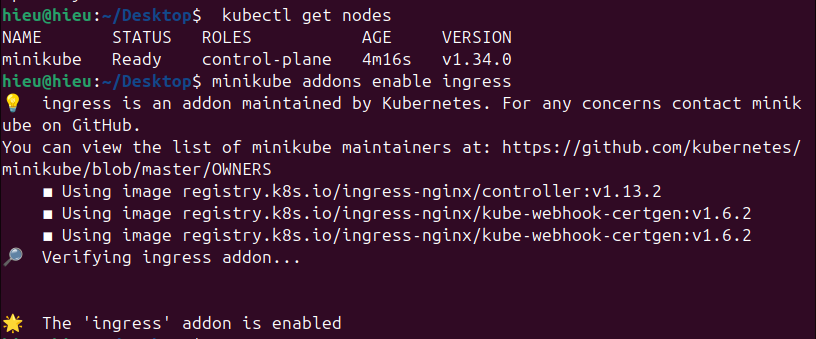 hieu@hieu:~/Desktop$  kubectl get nodes
NAME       STATUS   ROLES           AGE     VERSION
minikube   Ready    control-plane   4m16s   v1.34.0
hieu@hieu:~/Desktop$ minikube addons enable ingress
💡  ingress is an addon maintained by Kubernetes. For any concerns contact minik
ube on GitHub.
You can view the list of minikube maintainers at: https://github.com/kubernetes/
minikube/blob/master/OWNERS
    ▪ Using image registry.k8s.io/ingress-nginx/controller:v1.13.2
    ▪ Using image registry.k8s.io/ingress-nginx/kube-webhook-certgen:v1.6.2
    ▪ Using image registry.k8s.io/ingress-nginx/kube-webhook-certgen:v1.6.2
🔎  Verifying ingress addon...
🌟  The 'ingress' addon is enabled